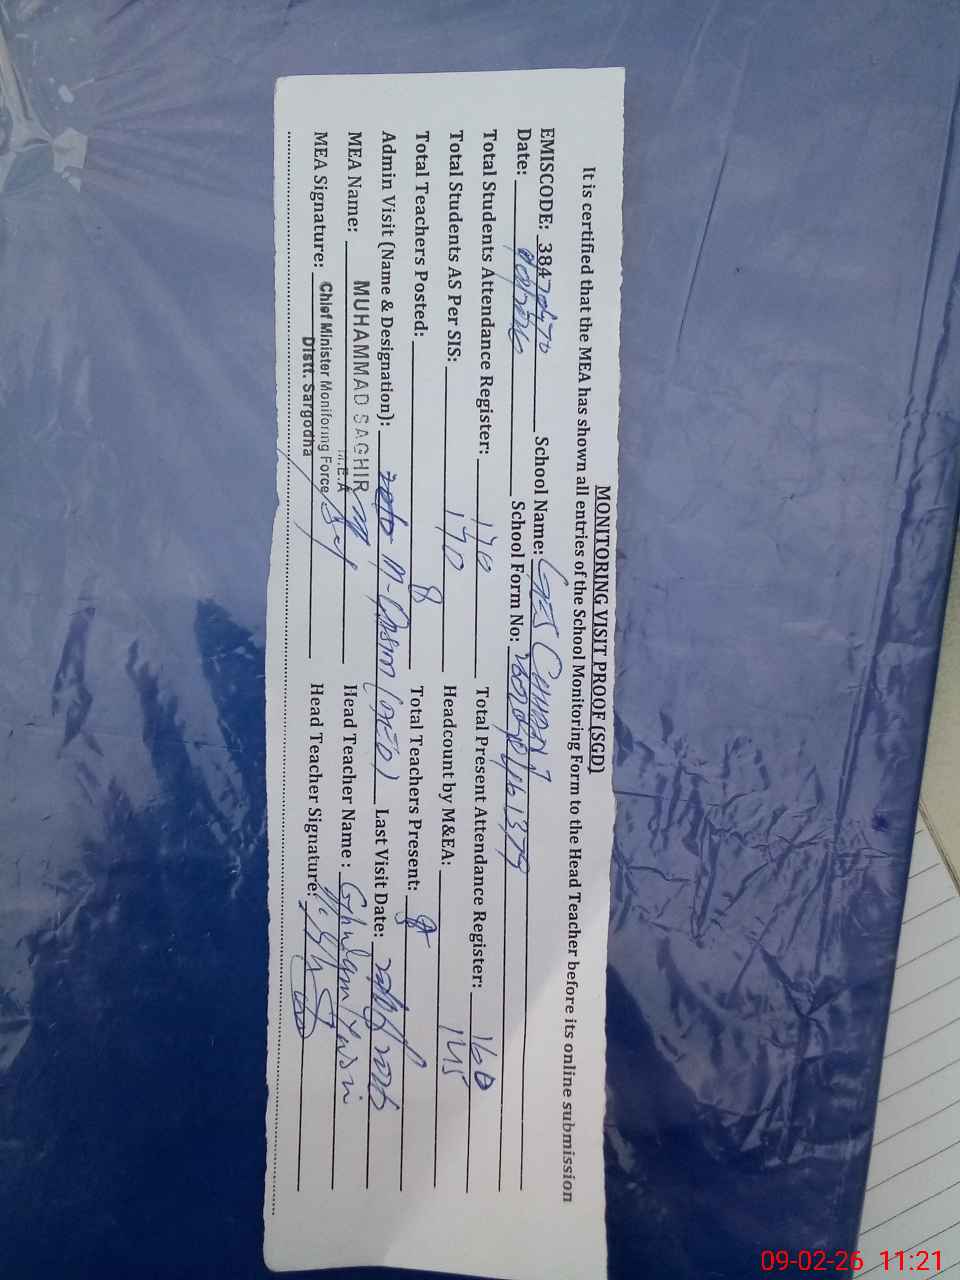 MONITORING VISIT PROOF (SGD)
It is certified that the MEA has shown all entries of the School Monitoring Form to the Head Teacher before its online submission
EMISCODE: School Name: GES
Date: School Form No:
Total Students Attendance Register: 170 Total Present Attendance Register: 160
Total Students AS Per SIS: 170 Headcount by M&EA: 145
Total Teachers Posted: 8 Total Teachers Present: 8
Admin Visit (Name & Designation): Last Visit Date:
MEA Name: MUHAMMAD SAGHIR Head Teacher Name:
M.E.A
MEA Signature: Chief Minister Monitoring Force Head Teacher Signature:
Distt. Sargodha
09-02-26 11:21